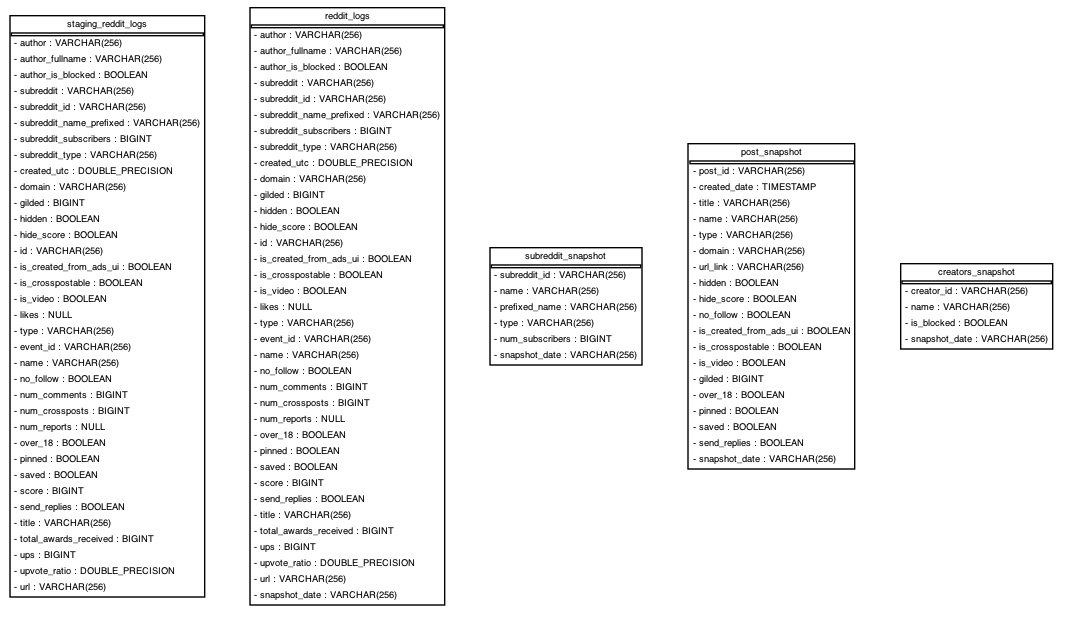 staging_reddit_logs
- author : VARCHAR(256)
- author_fullname : VARCHAR(256)
- author_is_blocked : BOOLEAN
- subreddit : VARCHAR(256)
- subreddit_id : VARCHAR(256)
- subreddit_name_prefixed : VARCHAR(256)
- subreddit_subscribers : BIGINT
- subreddit_type : VARCHAR(256)
- created_utc : DOUBLE_PRECISION
- domain : VARCHAR(256)
- gilded : BIGINT
- hidden : BOOLEAN
- hide_score : BOOLEAN
- id : VARCHAR(256)
- is_created_from_ads_ui : BOOLEAN
- is_crosspostable : BOOLEAN
- is_video : BOOLEAN
- likes : NULL
- type : VARCHAR(256)
- event_id : VARCHAR(256)
- name : VARCHAR(256)
- no_follow : BOOLEAN
- num_comments : BIGINT
- num_crossposts : BIGINT
- num_reports : NULL
- over_18 : BOOLEAN
- pinned : BOOLEAN
- saved : BOOLEAN
- score : BIGINT
- send_replies : BOOLEAN
- title : VARCHAR(256)
- total_awards_received : BIGINT
- ups : BIGINT
- upvote_ratio : DOUBLE_PRECISION
- url : VARCHAR(256)
reddit_logs
- author : VARCHAR(256)
- author_fullname : VARCHAR(256)
- author_is_blocked : BOOLEAN
- subreddit : VARCHAR(256)
- subreddit_id : VARCHAR(256)
- subreddit_name_prefixed : VARCHAR(256)
- subreddit_subscribers : BIGINT
- subreddit_type : VARCHAR(256)
- created_utc : DOUBLE_PRECISION
- domain : VARCHAR(256)
- gilded : BIGINT
- hidden : BOOLEAN
- hide_score : BOOLEAN
- id : VARCHAR(256)
- is_created_from_ads_ui : BOOLEAN
- is_crosspostable : BOOLEAN
- is_video : BOOLEAN
- likes : NULL
- type : VARCHAR(256)
- event_id : VARCHAR(256)
- name : VARCHAR(256)
- no_follow : BOOLEAN
- num_comments : BIGINT
- num_crossposts : BIGINT
- num_reports : NULL
- over_18 : BOOLEAN
- pinned : BOOLEAN
- saved : BOOLEAN
- score : BIGINT
- send_replies : BOOLEAN
- title : VARCHAR(256)
- total_awards_received : BIGINT
- ups : BIGINT
- upvote_ratio : DOUBLE_PRECISION
- url : VARCHAR(256)
- snapshot_date : VARCHAR(256)
subreddit_snapshot
- subreddit_id : VARCHAR(256)
- name : VARCHAR(256)
- prefixed_name : VARCHAR(256)
- type : VARCHAR(256)
- num_subscribers : BIGINT
- snapshot_date : VARCHAR(256)
post_snapshot
- post_id : VARCHAR(256)
- created_date : TIMESTAMP
- title : VARCHAR(256)
- name : VARCHAR(256)
- type : VARCHAR(256)
- domain : VARCHAR(256)
- url_link : VARCHAR(256)
- hidden : BOOLEAN
- hide_score : BOOLEAN
- no_follow : BOOLEAN
- is_created_from_ads_ui : BOOLEAN
- is_crosspostable : BOOLEAN
- is_video : BOOLEAN
- gilded : BIGINT
- over_18 : BOOLEAN
- pinned : BOOLEAN
- saved : BOOLEAN
- send_replies : BOOLEAN
- snapshot_date : VARCHAR(256)
creators_snapshot
- creator_id : VARCHAR(256)
- name : VARCHAR(256)
- is_blocked : BOOLEAN
- snapshot_date : VARCHAR(256)